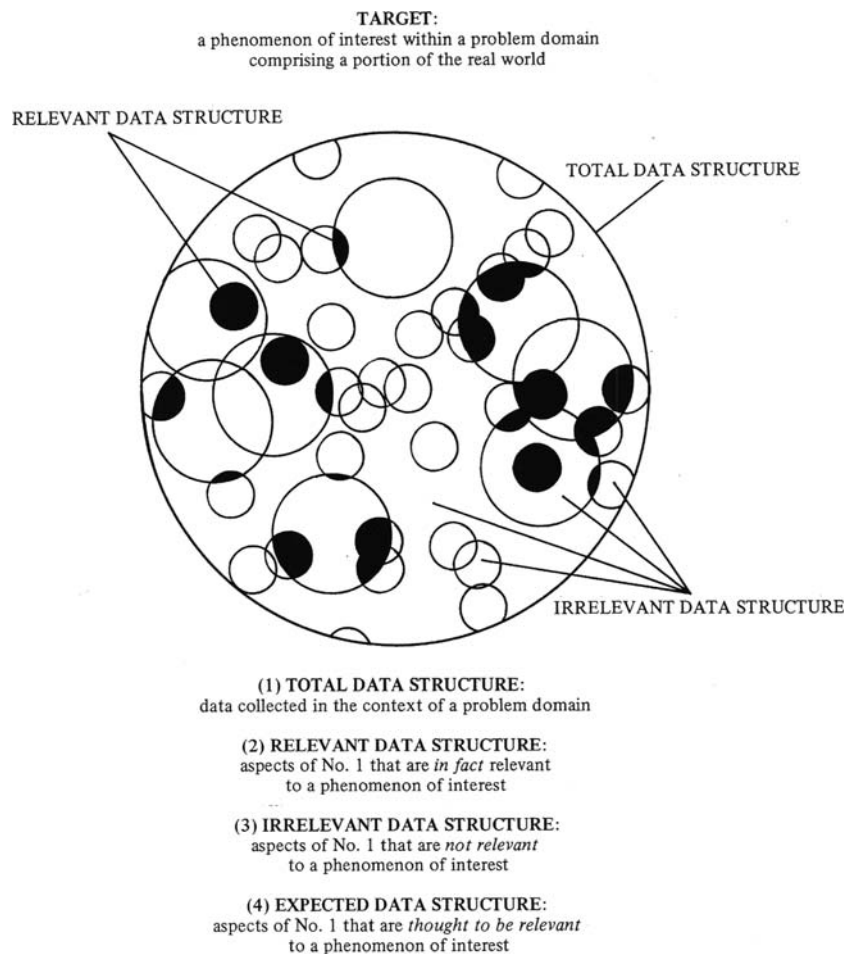 TARGET:
a phenomenon of interest within a problem domain
comprising a portion of the real world
RELEVANT DATA STRUCTURE
TOTAL DATA STRUCTURE
IRRELEVANT DATA STRUCTURE
(1) TOTAL DATA STRUCTURE:
data collected in the context of a problem domain
(2) RELEVANT DATA STRUCTURE:
aspects of No. 1 that are in fact relevant
to a phenomenon of interest
(3) IRRELEVANT DATA STRUCTURE:
aspects of No. 1 that are not relevant
to a phenomenon of interest
(4) EXPECTED DATA STRUCTURE:
aspects of No. 1 that are thought to be relevant
to a phenomenon of interest